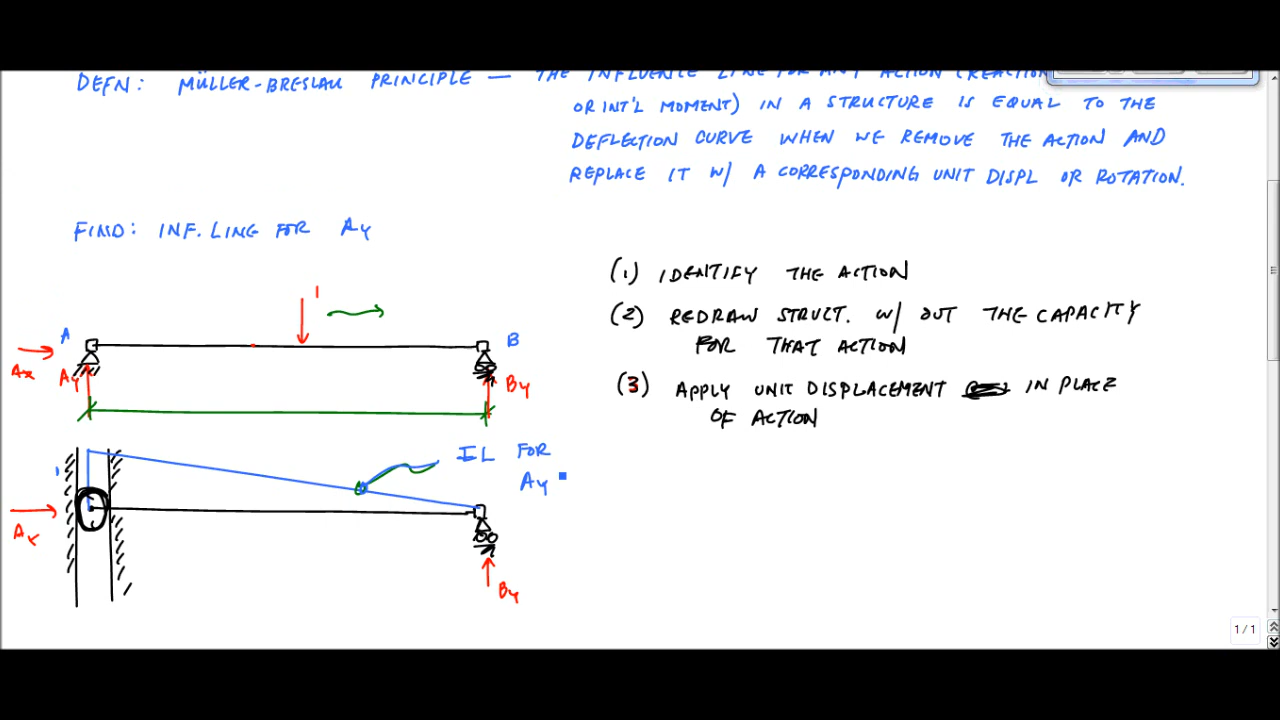 DEFN: MÜLLER-BRESLAU PRINCIPLE — THE INFLUENCE LINE FOR ANY ACTION (REACTION
OR INT'L MOMENT) IN A STRUCTURE IS EQUAL TO THE
DEFLECTION CURVE WHEN WE REMOVE THE ACTION AND
REPLACE IT W/ A CORRESPONDING UNIT DISPL OR ROTATION.
FIND: INF. LINE FOR Ay
(1) IDENTIFY THE ACTION
(2) REDRAW STRUCT. W/OUT THE CAPACITY
FOR THAT ACTION
(3) APPLY UNIT DISPLACEMENT IN PLACE
OF ACTION
1
A
B
Ax
Ay
By
IL FOR
Ay
1
Ax
By
1/1